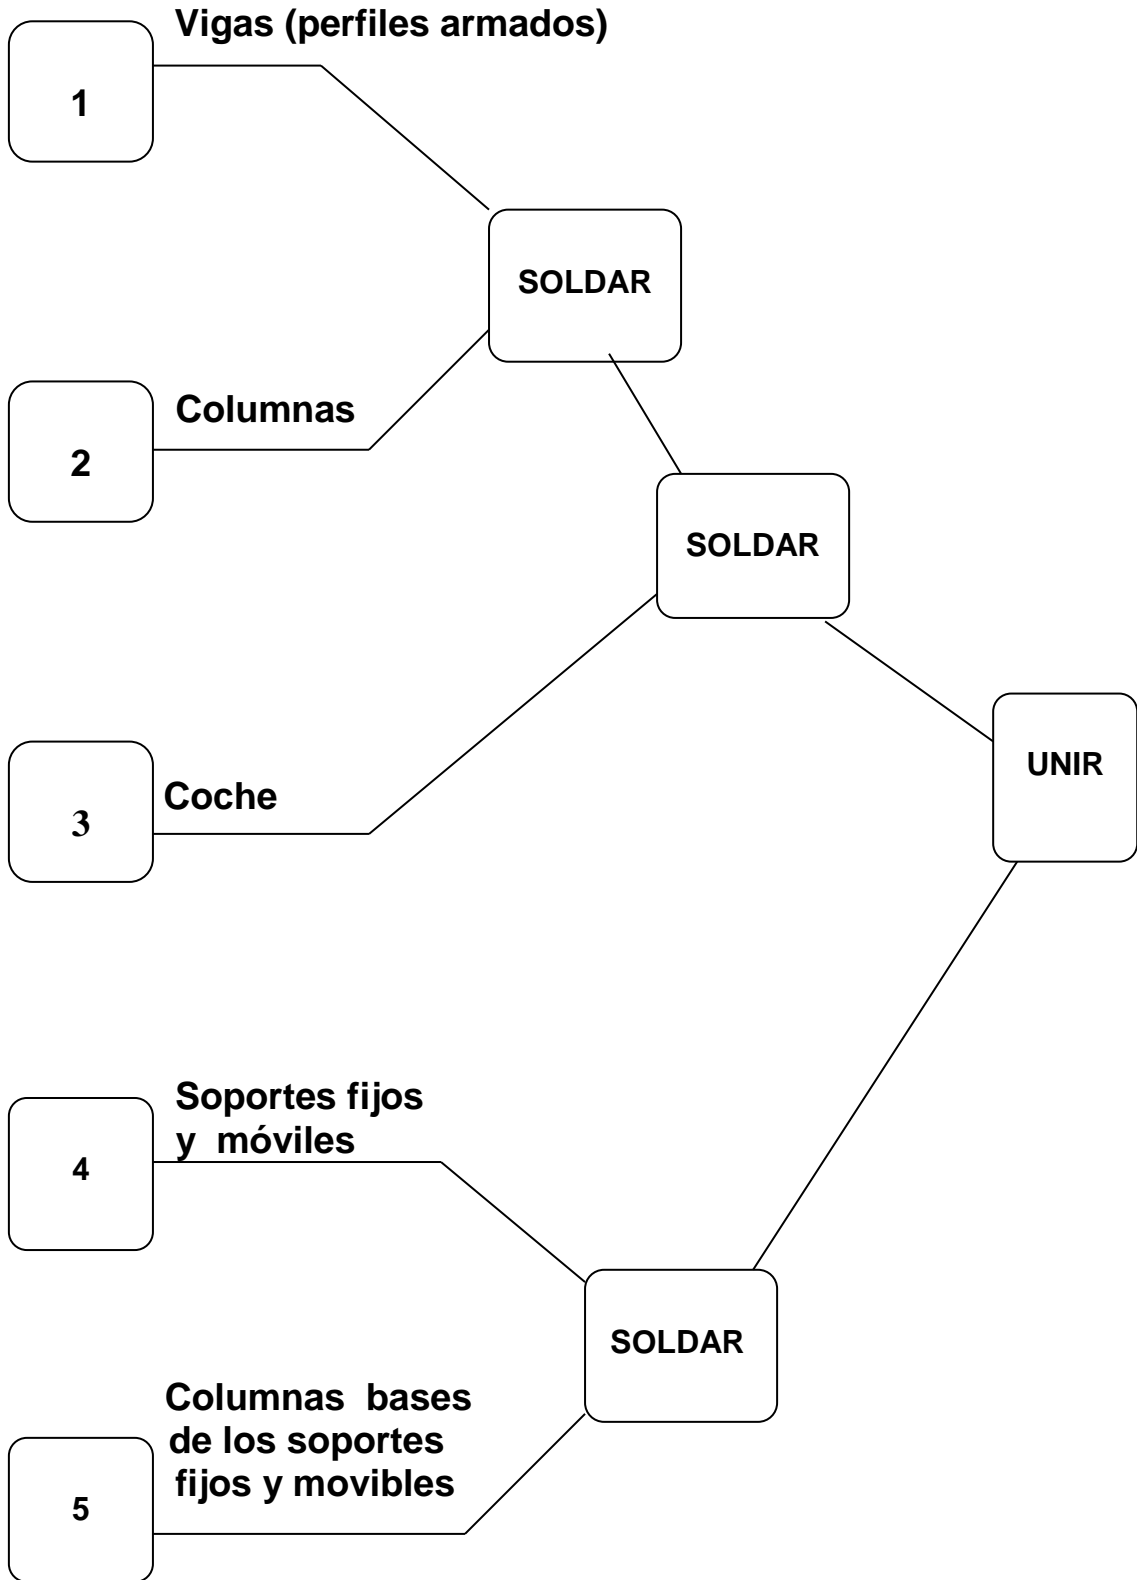 Vigas (perfiles armados)
1
SOLDAR
Columnas
2
SOLDAR
UNIR
Coche
3
Soportes fijos
y móviles
4
SOLDAR
Columnas bases
de los soportes
fijos y movibles
5